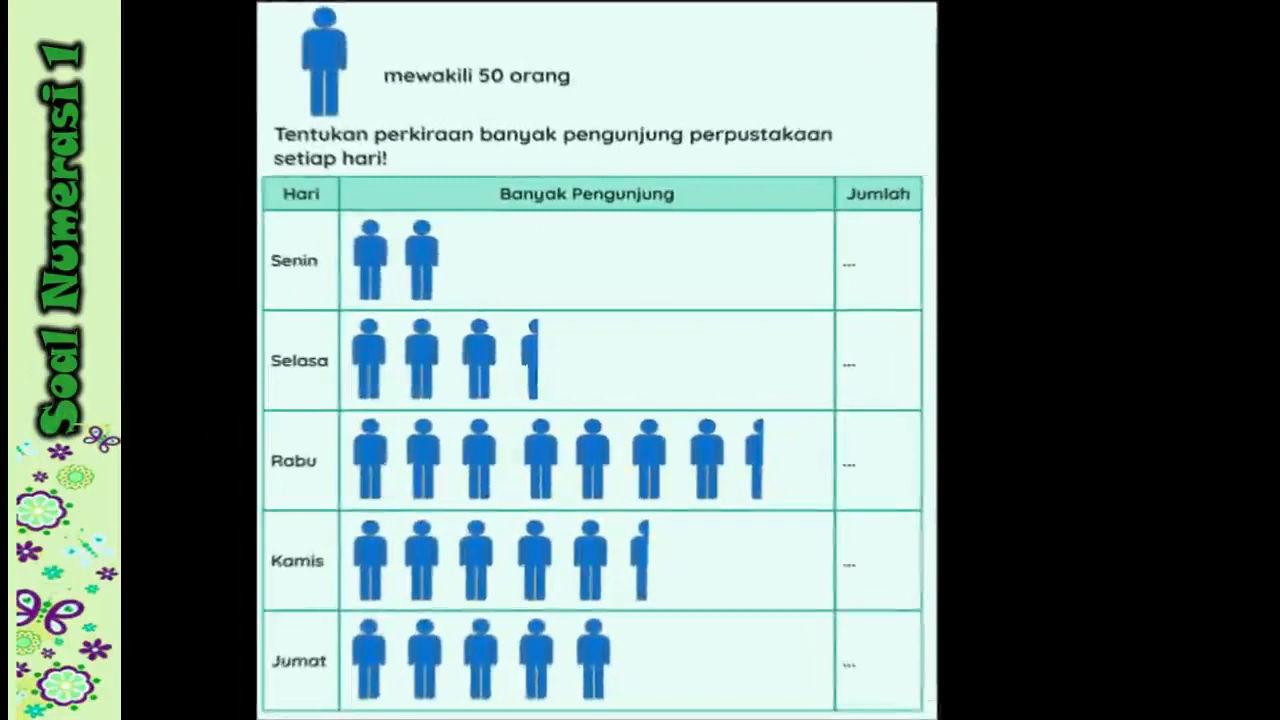 Soal Numerasi 1
mewakili 50 orang
Tentukan perkiraan banyak pengunjung perpustakaan
setiap hari!
Hari Banyak Pengunjung Jumlah
Senin ...
Selasa ...
Rabu ...
Kamis ...
Jumat ...